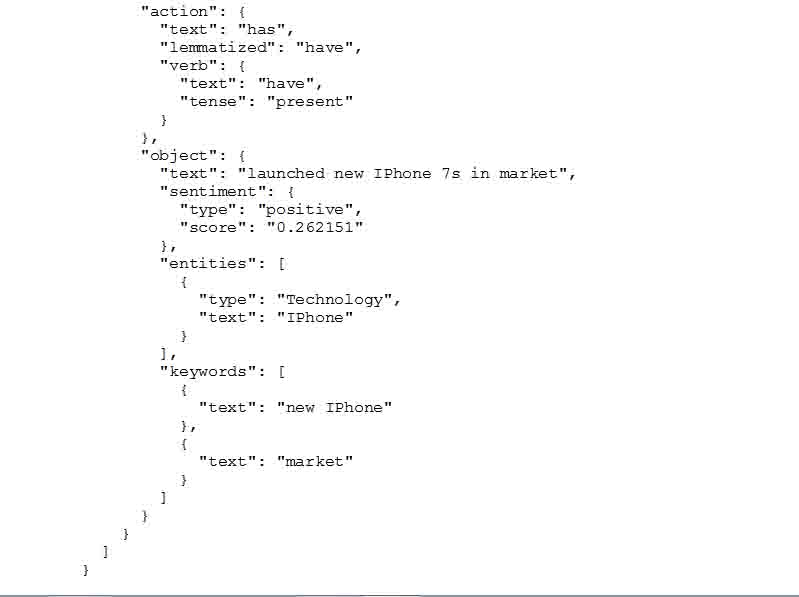 "action": {
"text": "has",
"lemmatized": "have",
"verb": {
"text": "have",
"tense": "present"
}
},
"object": {
"text": "launched new IPhone 7s in market",
"sentiment": {
"type": "positive",
"score": "0.262151"
},
"entities": [
{
"type": "Technology",
"text": "IPhone"
}
],
"keywords": [
{
"text": "new IPhone"
},
{
"text": "market"
}
]
}
}
]
}